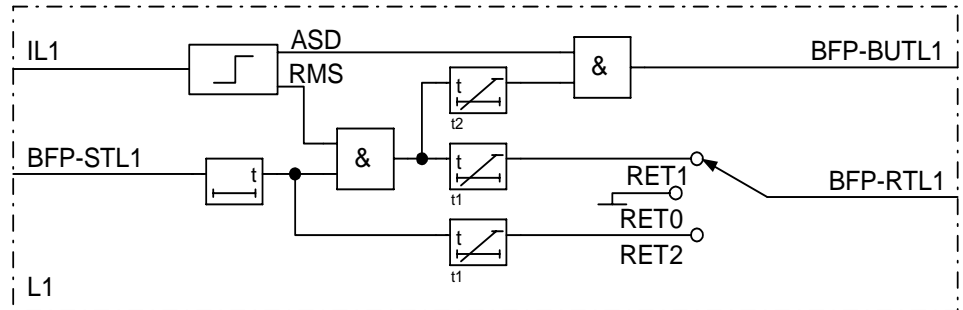 IL1
ASD
RMS
BFP-BUTL1
&
t
t2
BFP-STL1
t
&
t
t1
RET1
BFP-RTL1
RET0
t
t1
RET2
L1